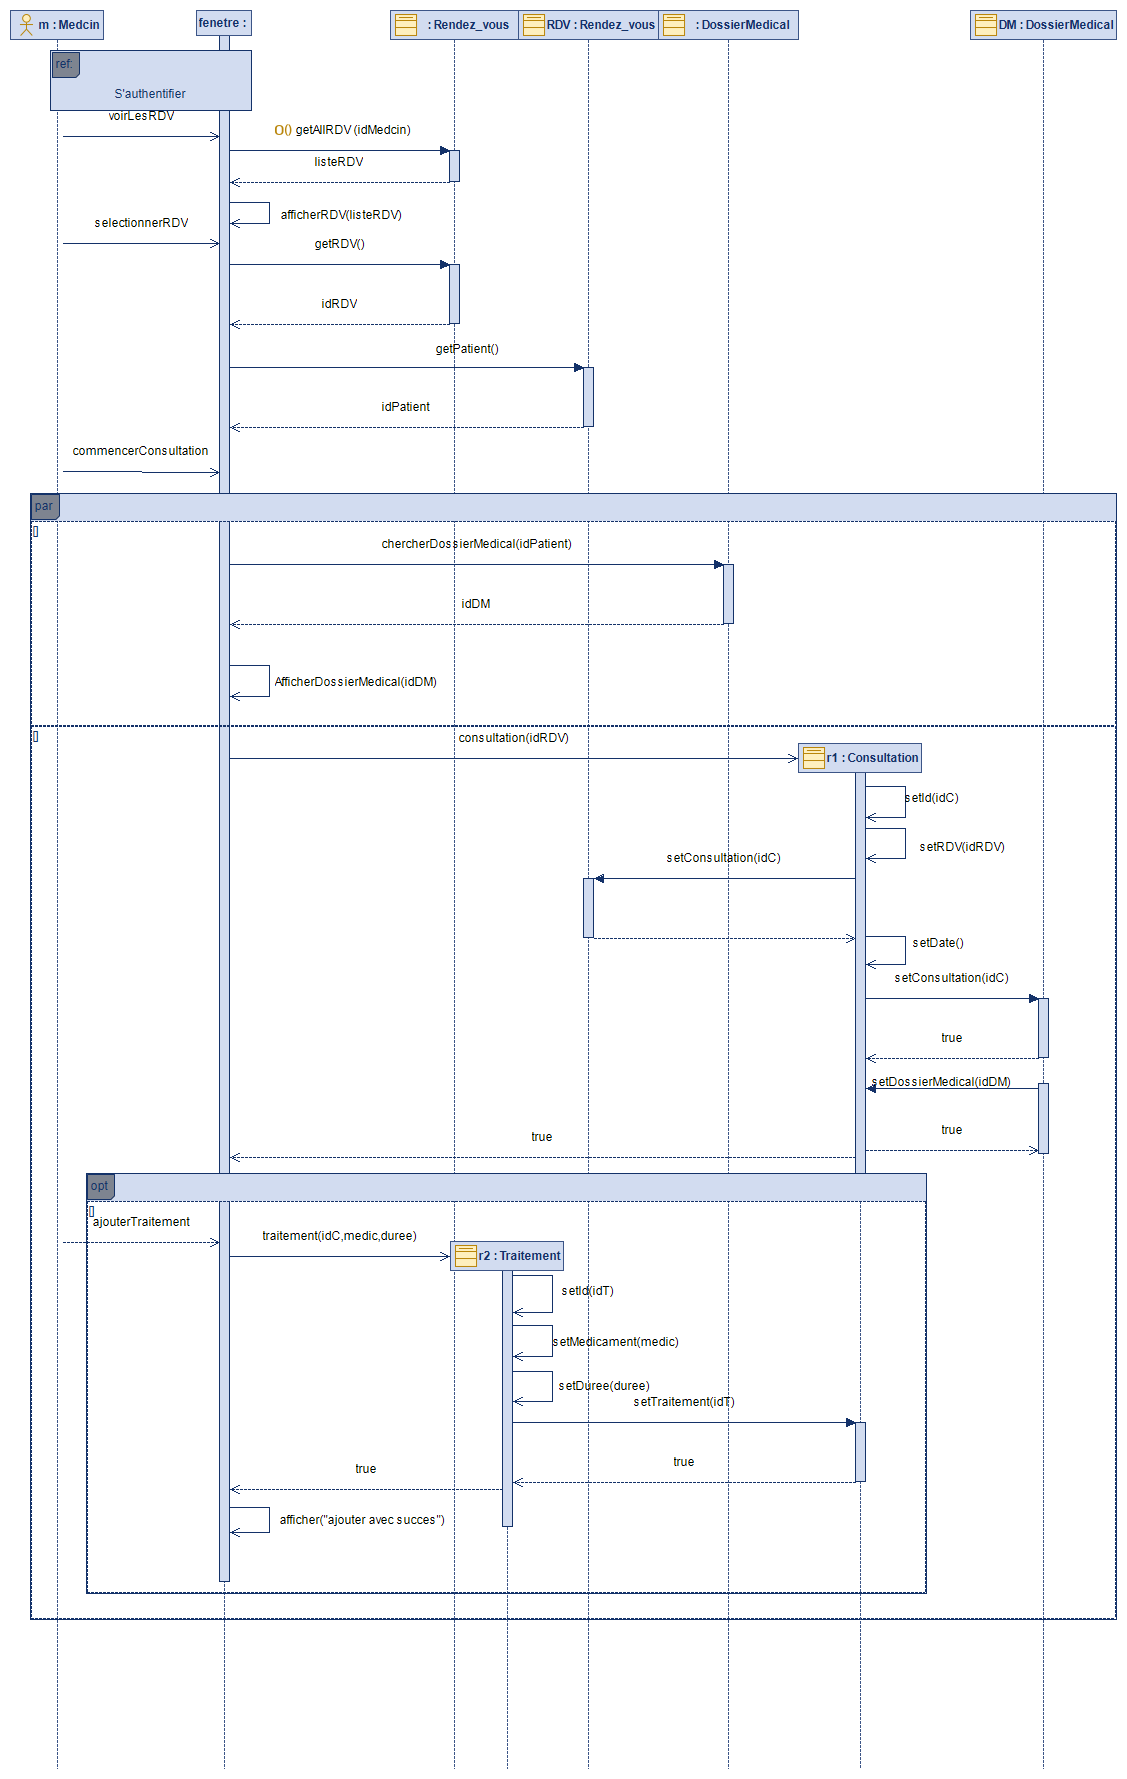 m : Medcin
fenetre :
: Rendez_vous
RDV : Rendez_vous
: DossierMedical
DM : DossierMedical
ref:
S'authentifier
voirLesRDV
O() getAllRDV(idMedcin)
listeRDV
afficherRDV(listeRDV)
selectionnerRDV
getRDV()
idRDV
getPatient()
idPatient
commencerConsultation
par
[]
chercherDossierMedical(idPatient)
idDM
AfficherDossierMedical(idDM)
[]
consultation(idRDV)
r1 : Consultation
setId(idC)
setRDV(idRDV)
setConsultation(idC)
setDate()
setConsultation(idC)
true
setDossierMedical(idDM)
true
true
opt
[]
ajouterTraitement
traitement(idC,medic,duree)
r2 : Traitement
setId(idT)
setMedicament(medic)
setDuree(duree)
setTraitement(idT)
true
true
afficher("ajouter avec succes")